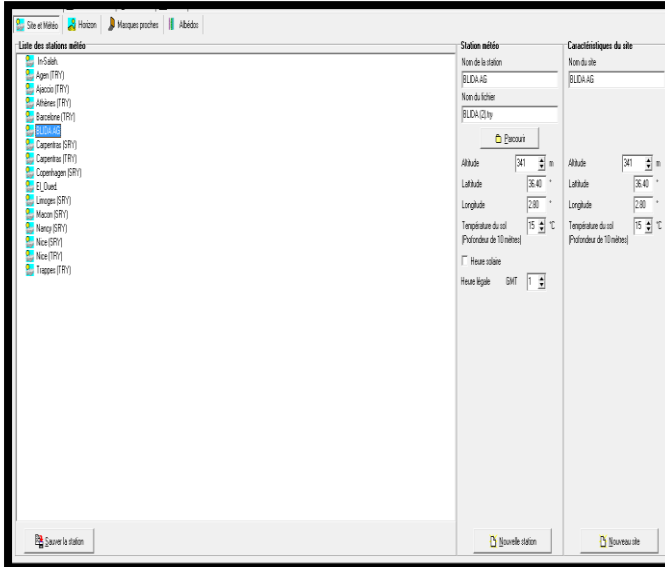 Site et Météo Horizon Masques proches Albédos
Liste des stations météo
In-Salah.
Agen (TRY)
Ajaccio (TRY)
Athènes (TRY)
Barcelone (TRY)
BLIDA AG
Carpentras (SRY)
Carpentras (TRY)
Copenhagen (SRY)
El_Oued.
Limoges (SRY)
Macon (SRY)
Nancy (SRY)
Nice (SRY)
Nice (TRY)
Trappes (TRY)
Sauver la station
Station météo
Nom de la station
BLIDA AG
Nom du fichier
BLIDA (2).try
Parcourir
Altitude 341 m
Latitude 36.40 °
Longitude 2.80 °
Température du sol 15 °C
(Profondeur de 10 mètres)
Heure solaire
Heure légale GMT 1
Nouvelle station
Caractéristiques du site
Nom du site
BLIDA AG
Altitude 341 m
Latitude 36.40 °
Longitude 2.80 °
Température du sol 15 °C
(Profondeur de 10 mètres)
Nouveau site